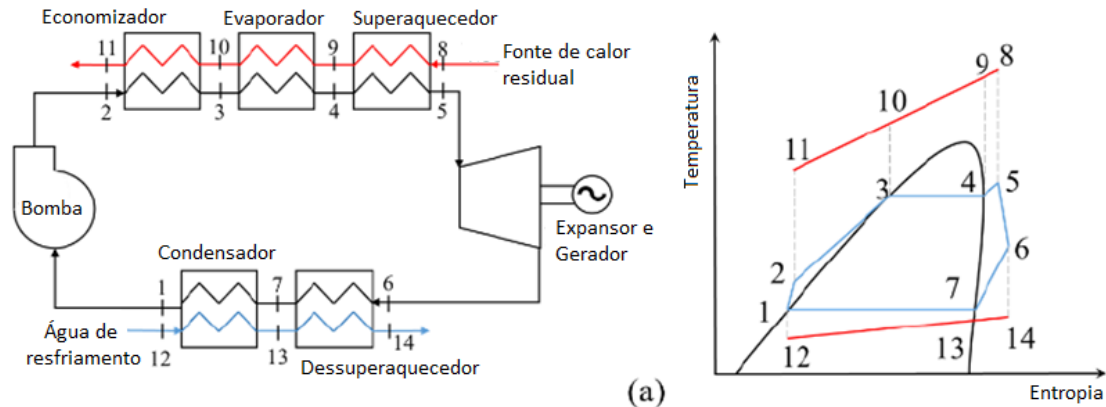 Economizador
Evaporador
Superaquecedor
11
10
9
8
Fonte de calor
residual
2
3
4
5
Bomba
Expansor e
Gerador
Condensador
1
7
6
Água de
resfriamento
12
13
14
Dessuperaquecedor
(a)
Temperatura
9
8
10
11
3
4
5
2
6
1
7
12
13
14
Entropia